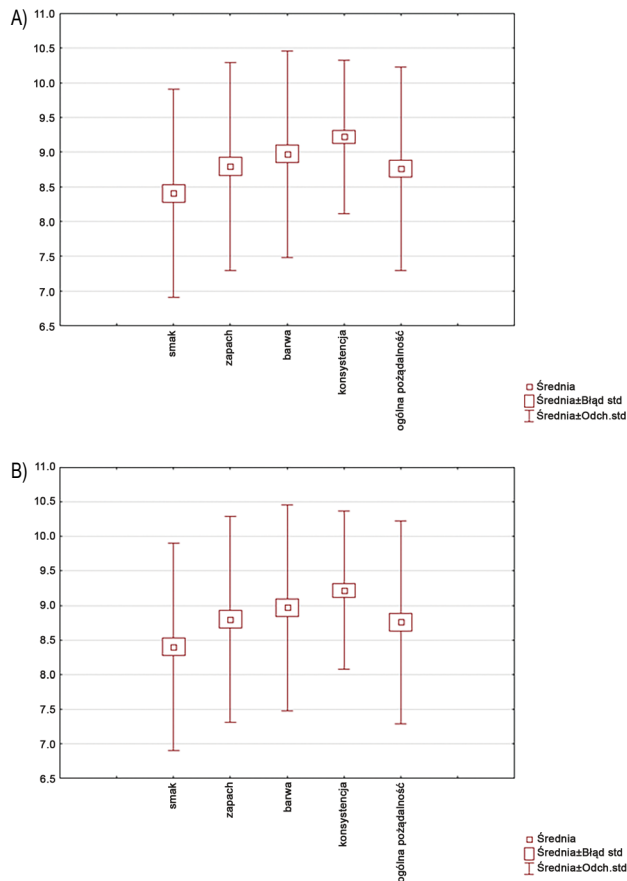 A)
11.0
10.5
10.0
9.5
9.0
8.5
8.0
7.5
7.0
6.5
smak
zapach
barwa
konsystencja
ogólna pożądalność
Średnia
Średnia±Błąd std
Średnia±Odch.std
B)
11.0
10.5
10.0
9.5
9.0
8.5
8.0
7.5
7.0
6.5
smak
zapach
barwa
konsystencja
ogólna pożądalność
Średnia
Średnia±Błąd std
Średnia±Odch.std